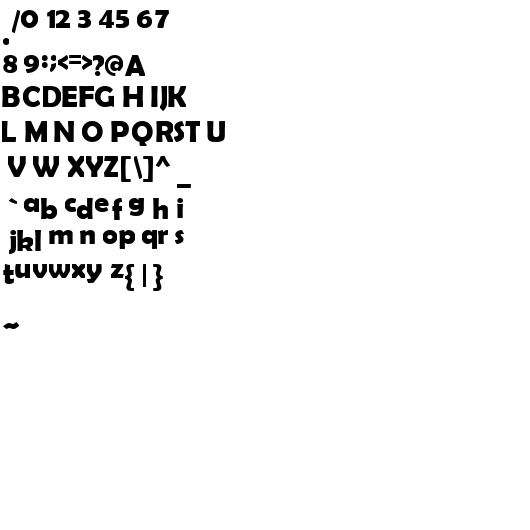 . /0 12 3 45 67
8 9:;<=>?@A
BCDEFG H IJK
L M N O PQRST U
V W XYZ[\]^ _
`ab cdef g h i
jkl m n op qr s
tuvwxy z{|}
~